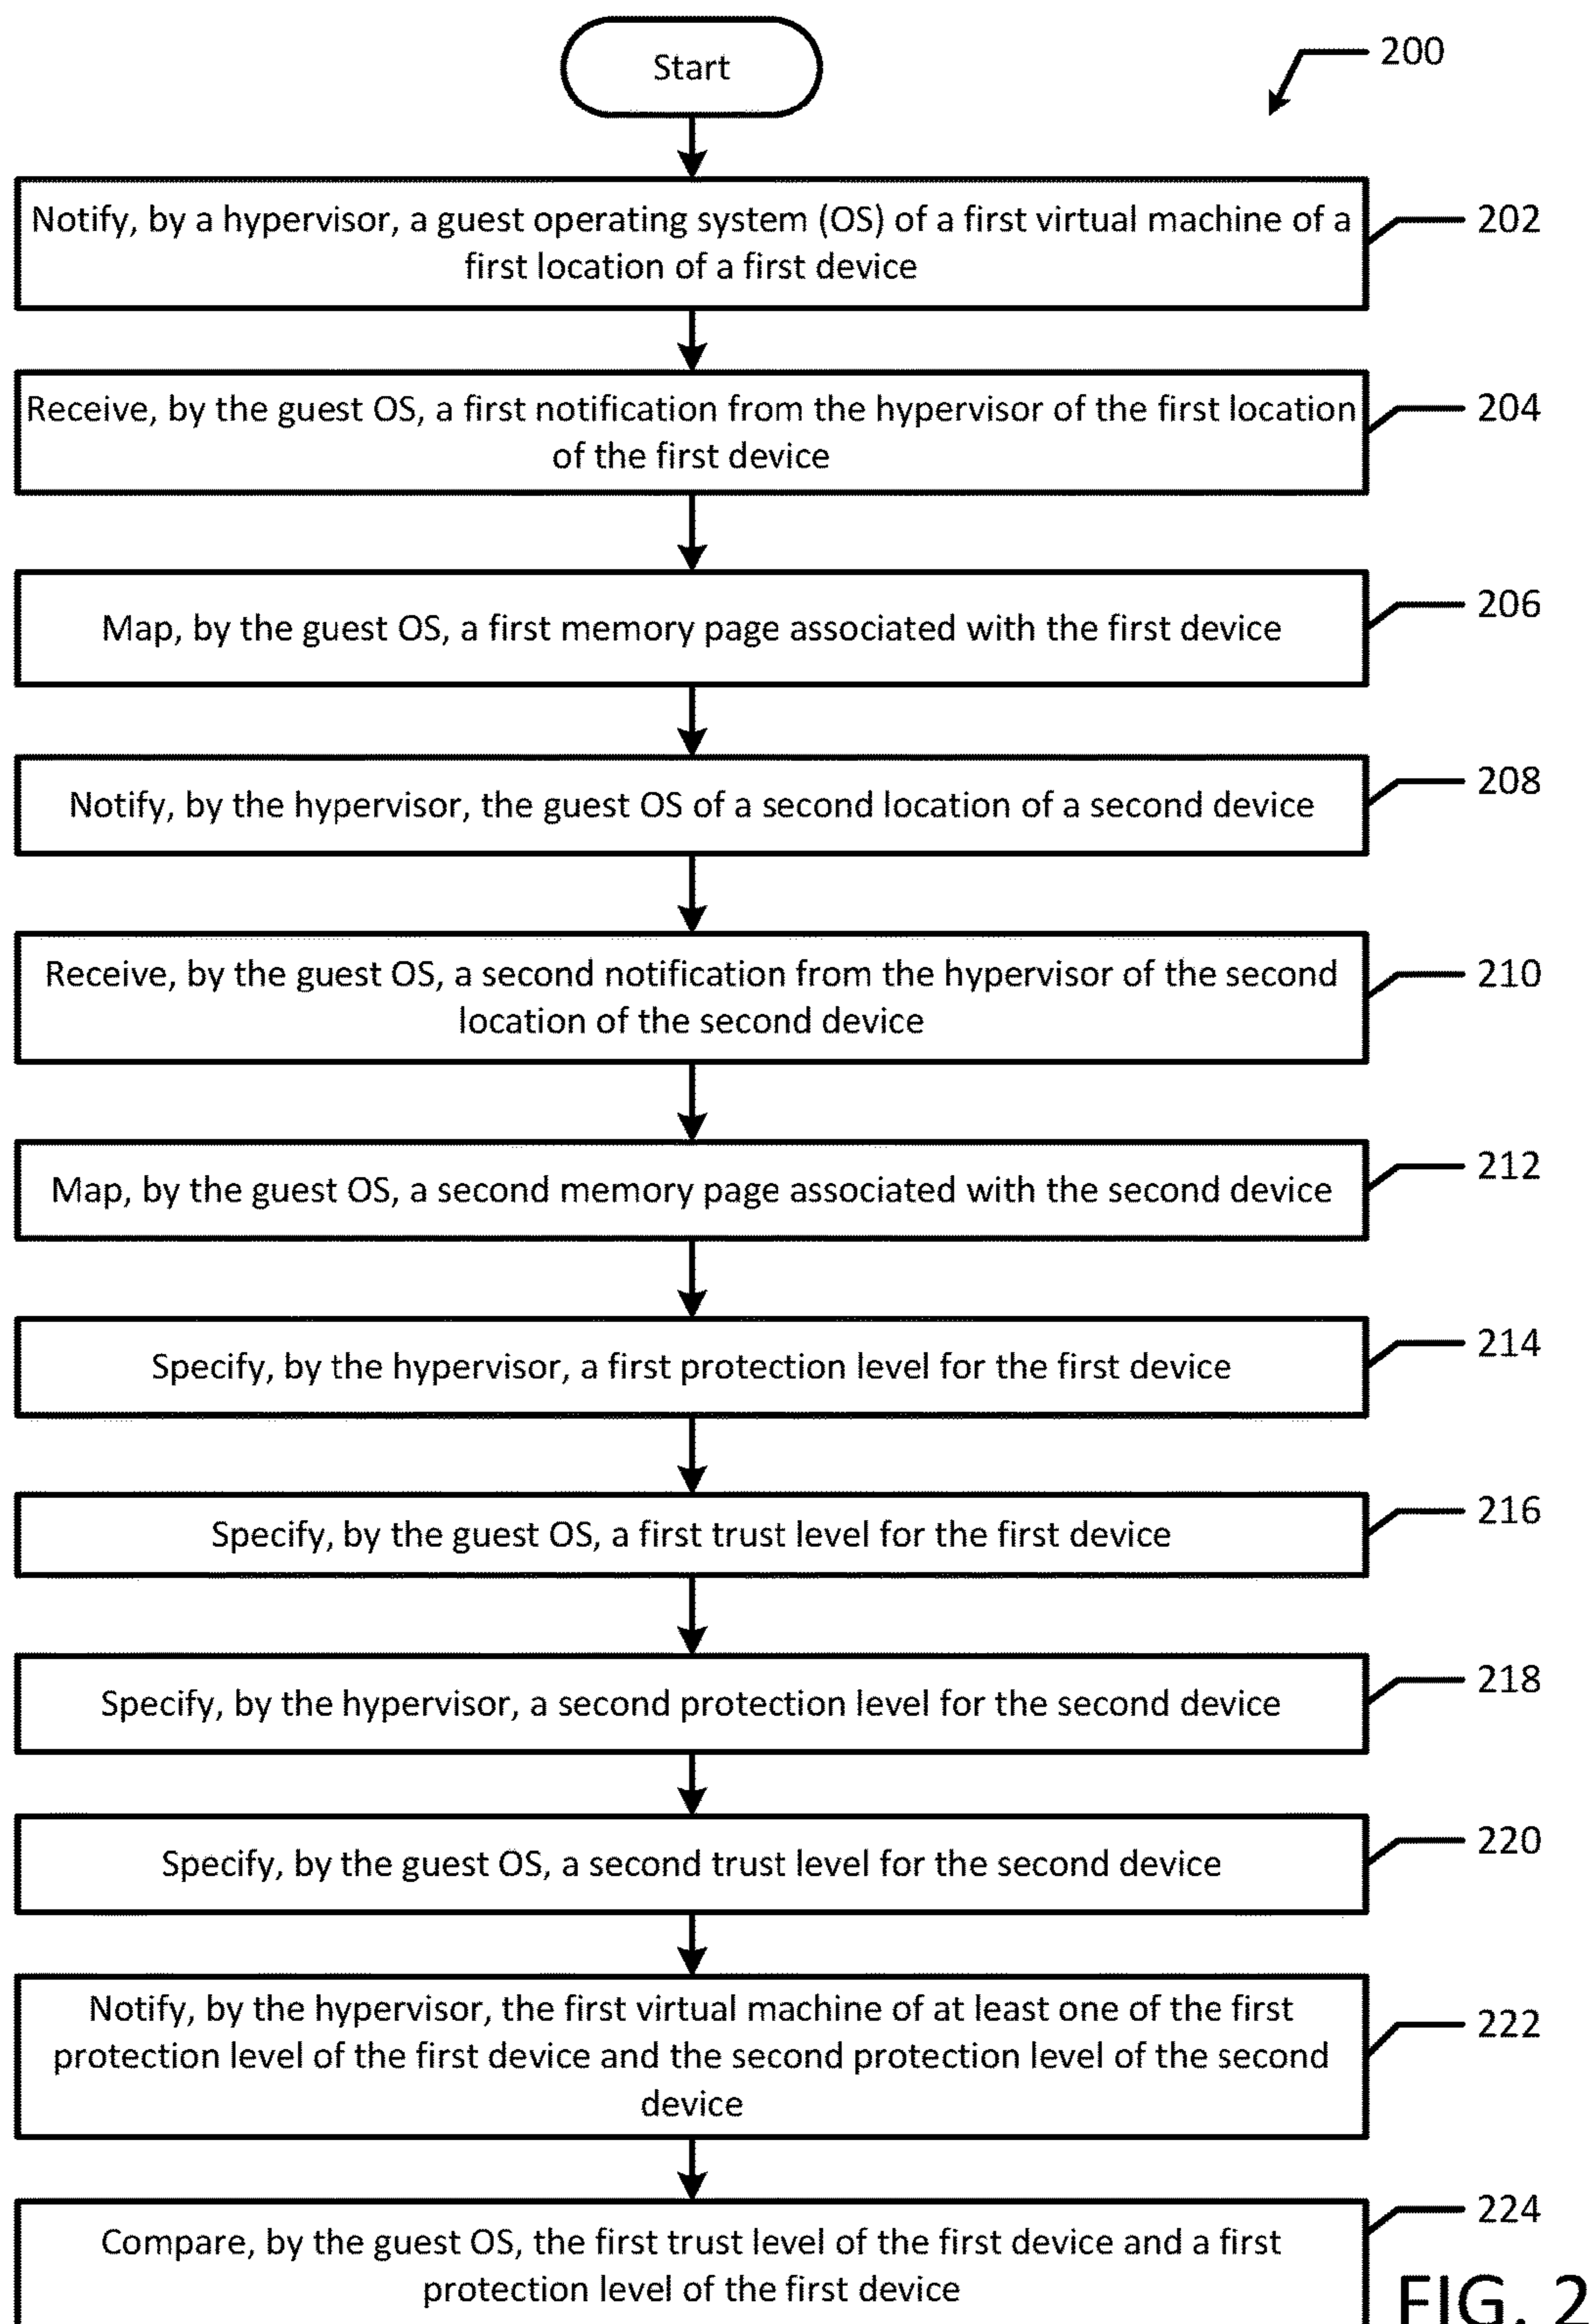 Start
200
Notify, by a hypervisor, a guest operating system (OS) of a first virtual machine of a
first location of a first device
202
Receive, by the guest OS, a first notification from the hypervisor of the first location
of the first device
204
Map, by the guest OS, a first memory page associated with the first device
206
Notify, by the hypervisor, the guest OS of a second location of a second device
208
Receive, by the guest OS, a second notification from the hypervisor of the second
location of the second device
210
Map, by the guest OS, a second memory page associated with the second device
212
Specify, by the hypervisor, a first protection level for the first device
214
Specify, by the guest OS, a first trust level for the first device
216
Specify, by the hypervisor, a second protection level for the second device
218
Specify, by the guest OS, a second trust level for the second device
220
Notify, by the hypervisor, the first virtual machine of at least one of the first
protection level of the first device and the second protection level of the second
device
222
Compare, by the guest OS, the first trust level of the first device and a first
protection level of the first device
224
FIG. 2